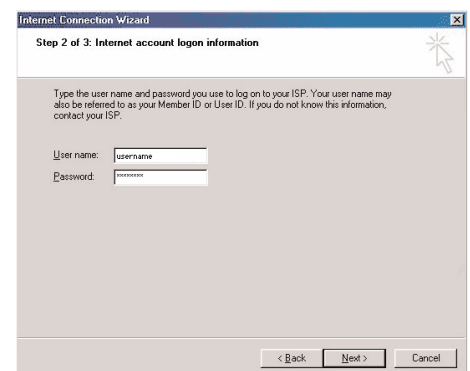 Internet Connection Wizard
Step 2 of 3: Internet account logon information
Type the user name and password you use to log on to your ISP. Your user name may
also be referred to as your Member ID or User ID. If you do not know this information,
contact your ISP.
User name: username
Password: ********
< Back Next > Cancel